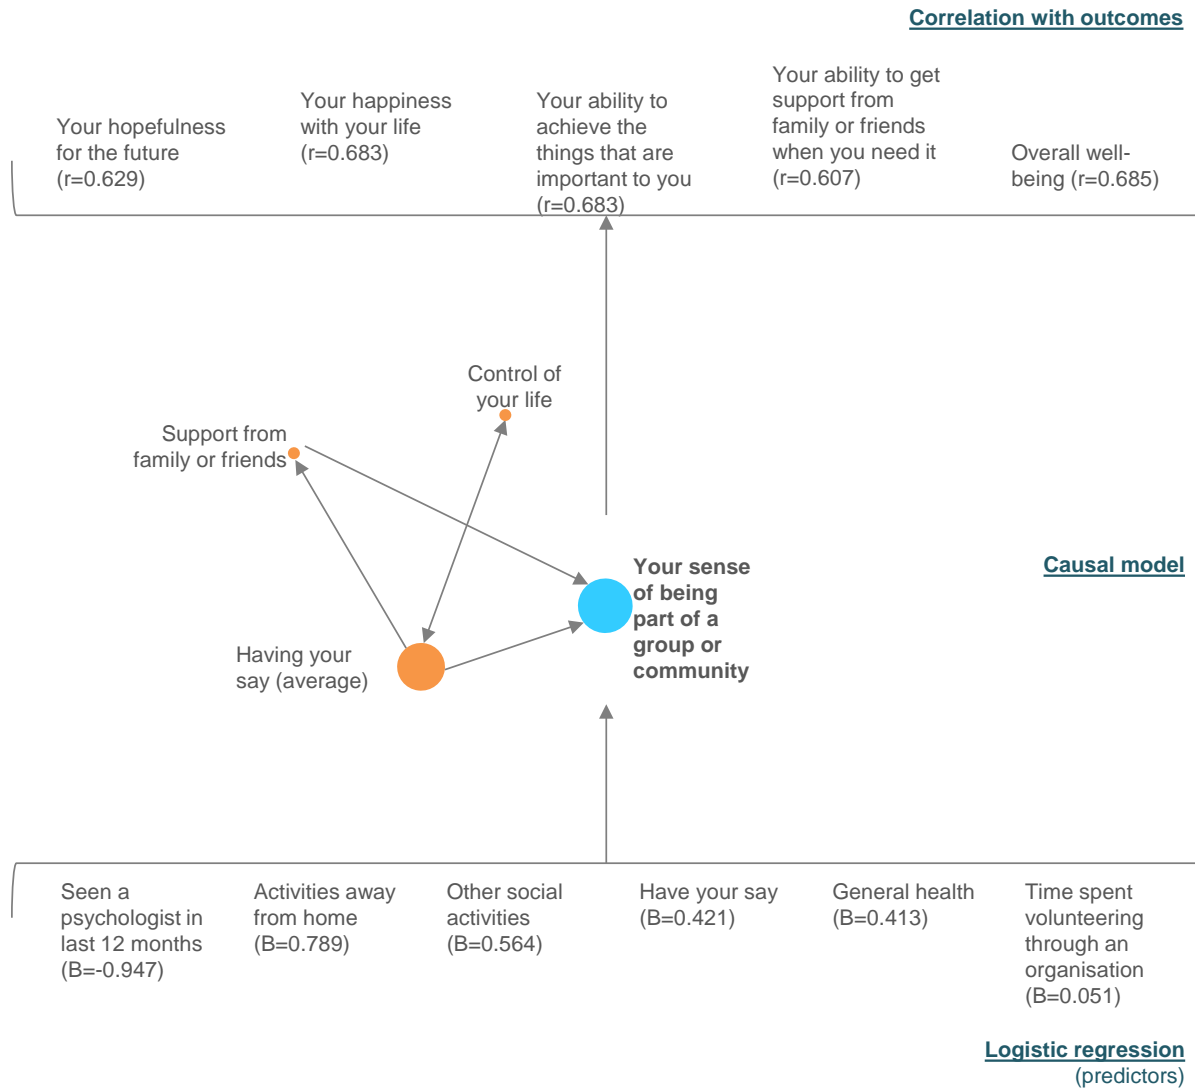 Correlation with outcomes
Your hopefulness
for the future
(r=0.629)
Your happiness
with your life
(r=0.683)
Your ability to
achieve the
things that are
important to you
(r=0.683)
Your ability to get
support from
family or friends
when you need it
(r=0.607)
Overall well-
being (r=0.685)
Control of
your life
Support from
family or friends
Your sense
of being
part of a
group or
community
Causal model
Having your
say (average)
Seen a
psychologist in
last 12 months
(B=-0.947)
Activities away
from home
(B=0.789)
Other social
activities
(B=0.564)
Have your say
(B=0.421)
General health
(B=0.413)
Time spent
volunteering
through an
organisation
(B=0.051)
Logistic regression
(predictors)